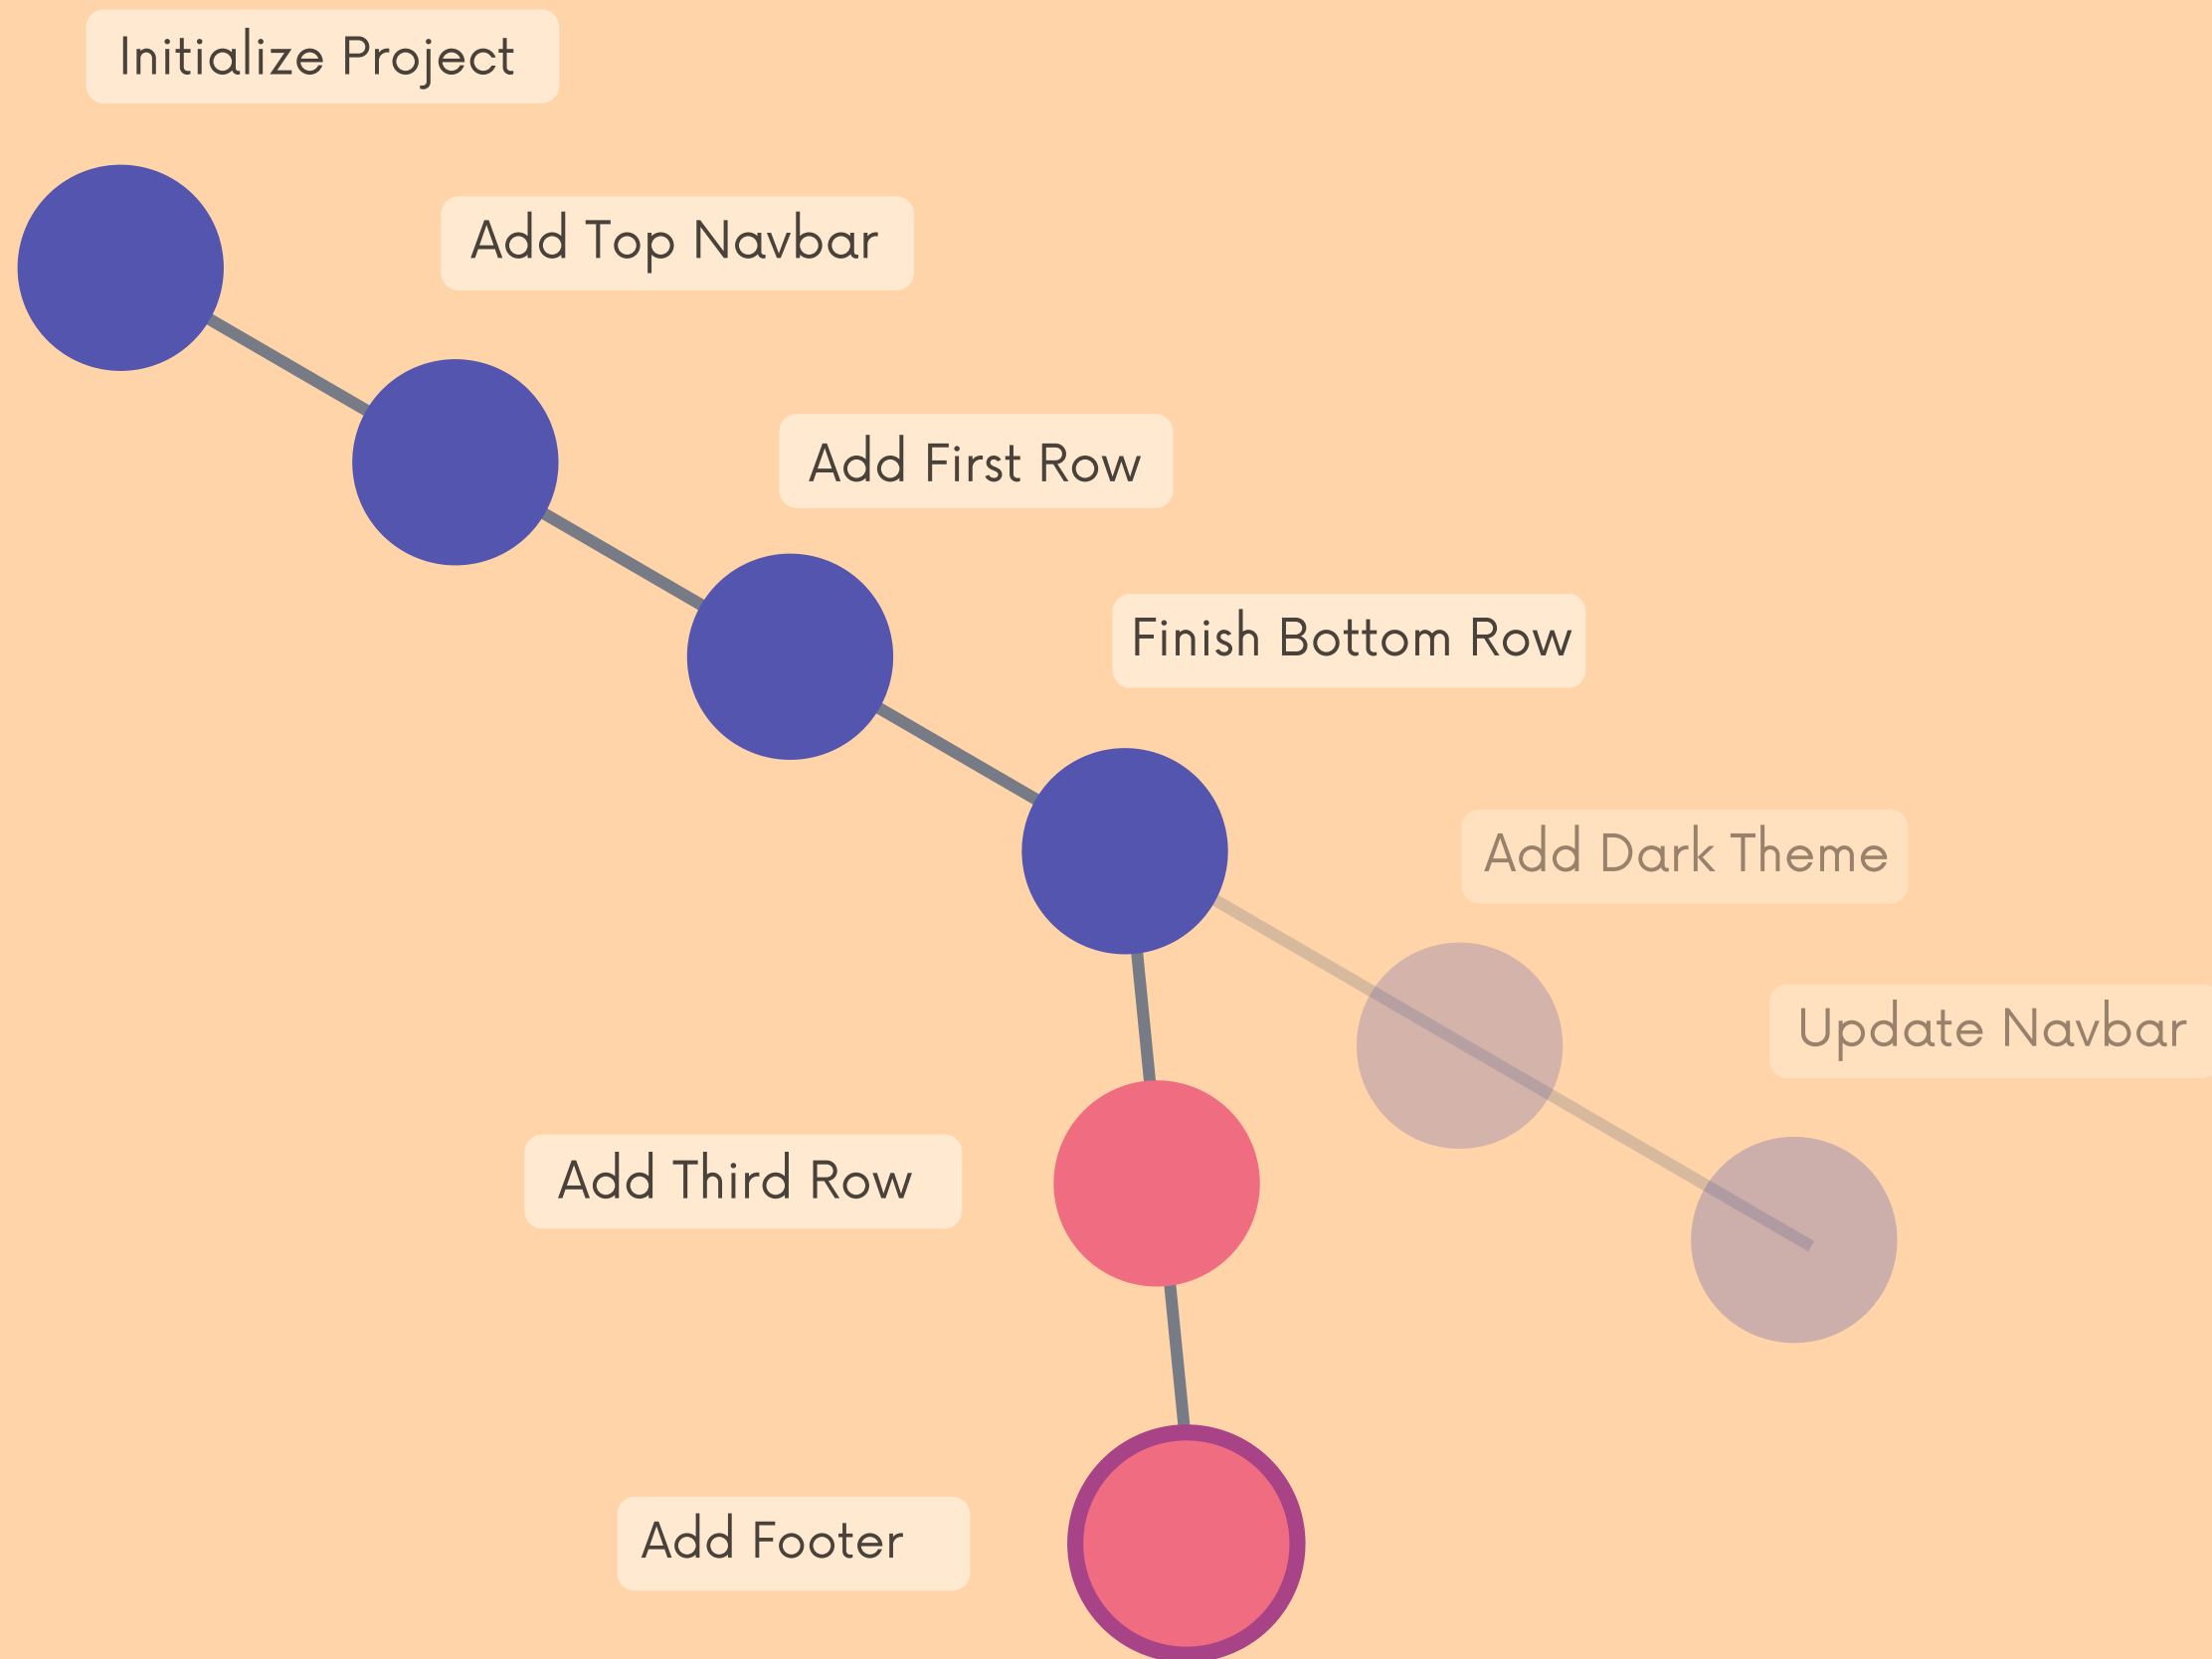 Initialize Project
Add Top Navbar
Add First Row
Finish Bottom Row
Add Dark Theme
Update Navbar
Add Third Row
Add Footer